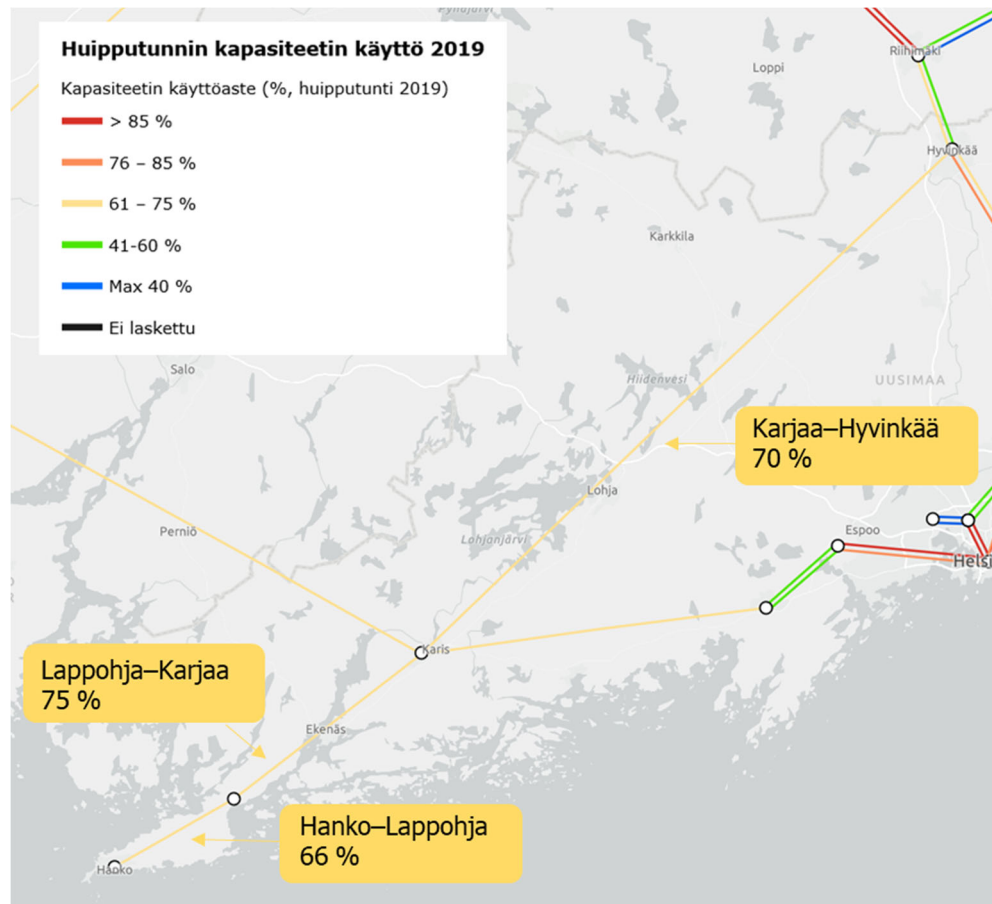 Pyhäjärvi
Huipputunnin kapasiteetin käyttö 2019
Kapasiteetin käyttöaste (%, huipputunti 2019)
> 85 %
76 – 85 %
61 – 75 %
41-60 %
Max 40 %
Ei laskettu
Riihimäki
Loppi
Hyvinkää
Karkkila
Salo
Hiidenvesi
UUSIMAA
Karjaa–Hyvinkää
70 %
Lohja
Perniö
Lohjanjärvi
Espoo
Helsi
Karis
Lappohja–Karjaa
75 %
Ekenäs
Hanko–Lappohja
66 %
Hanko